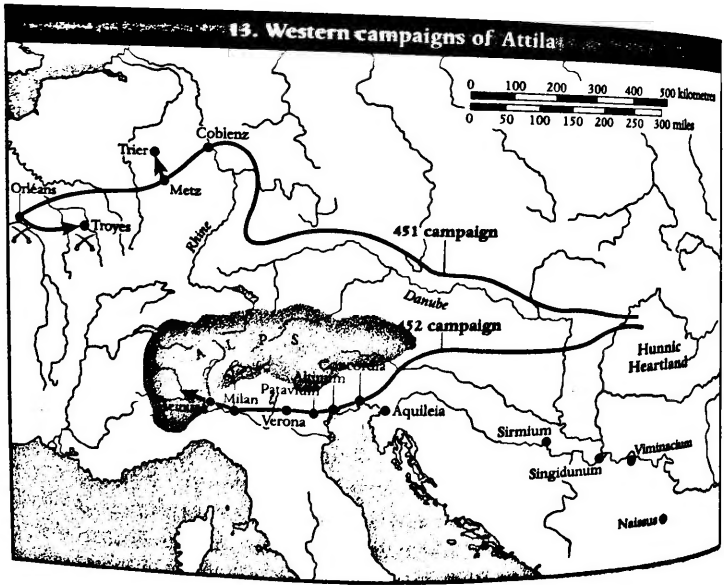 13. Western campaigns of Attila
0 100 200 300 400 500 kilometres
0 50 100 150 200 250 300 miles
Coblenz
Trier
Metz
Orléans
Troyes
Rhine
451 campaign
Danube
452 campaign
Hunnic
Heartland
A L P S
Concordia
Altinum
Patavium
Milan
Verona
Aquileia
Sirmium
Singidunum
Viminacium
Naissus